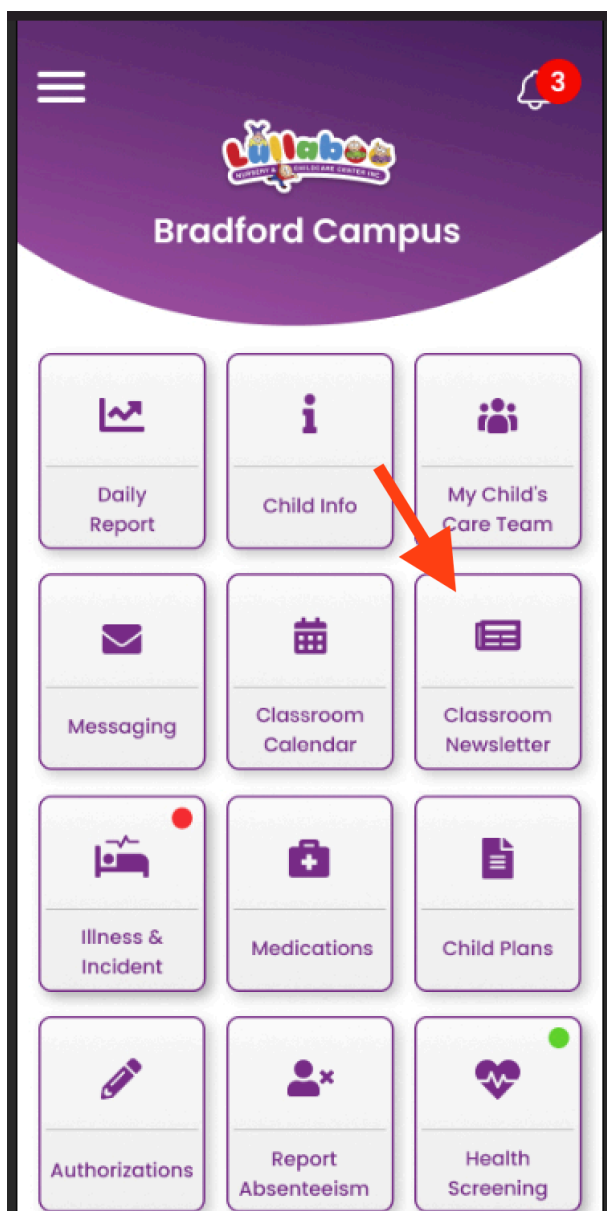 3
Lullaboo
NURSERY & CHILDCARE CENTER INC.
Bradford Campus
Daily
Report
Child Info
My Child's
Care Team
Messaging
Classroom
Calendar
Classroom
Newsletter
Illness &
Incident
Medications
Child Plans
Authorizations
Report
Absenteeism
Health
Screening